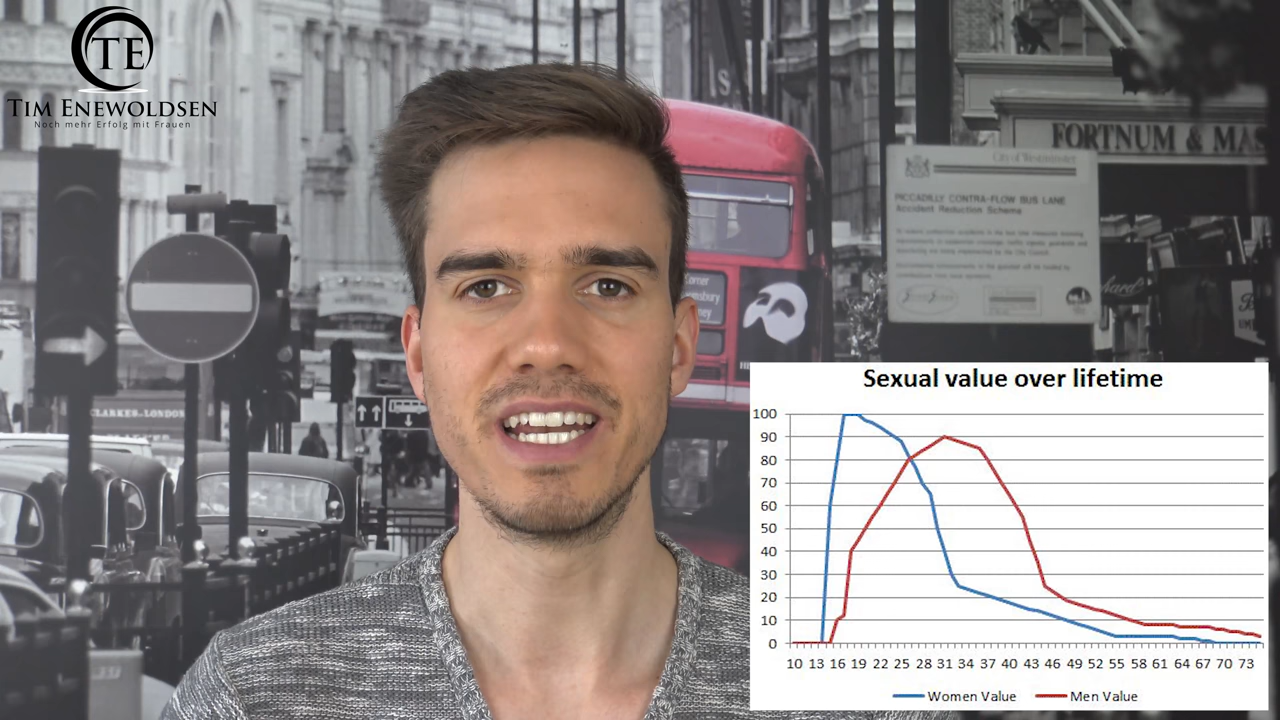 TE
TIM ENEWOLDSEN
Noch mehr Erfolg mit Frauen
CLARKES-LONDON
FORTNUM & MAS
City of Westminster
PICCADILLY CONTRA-FLOW BUS LANE
Accident Reduction Scheme
Sexual value over lifetime
100
90
80
70
60
50
40
30
20
10
0
10 13 16 19 22 25 28 31 34 37 40 43 46 49 52 55 58 61 64 67 70 73
Women Value Men Value